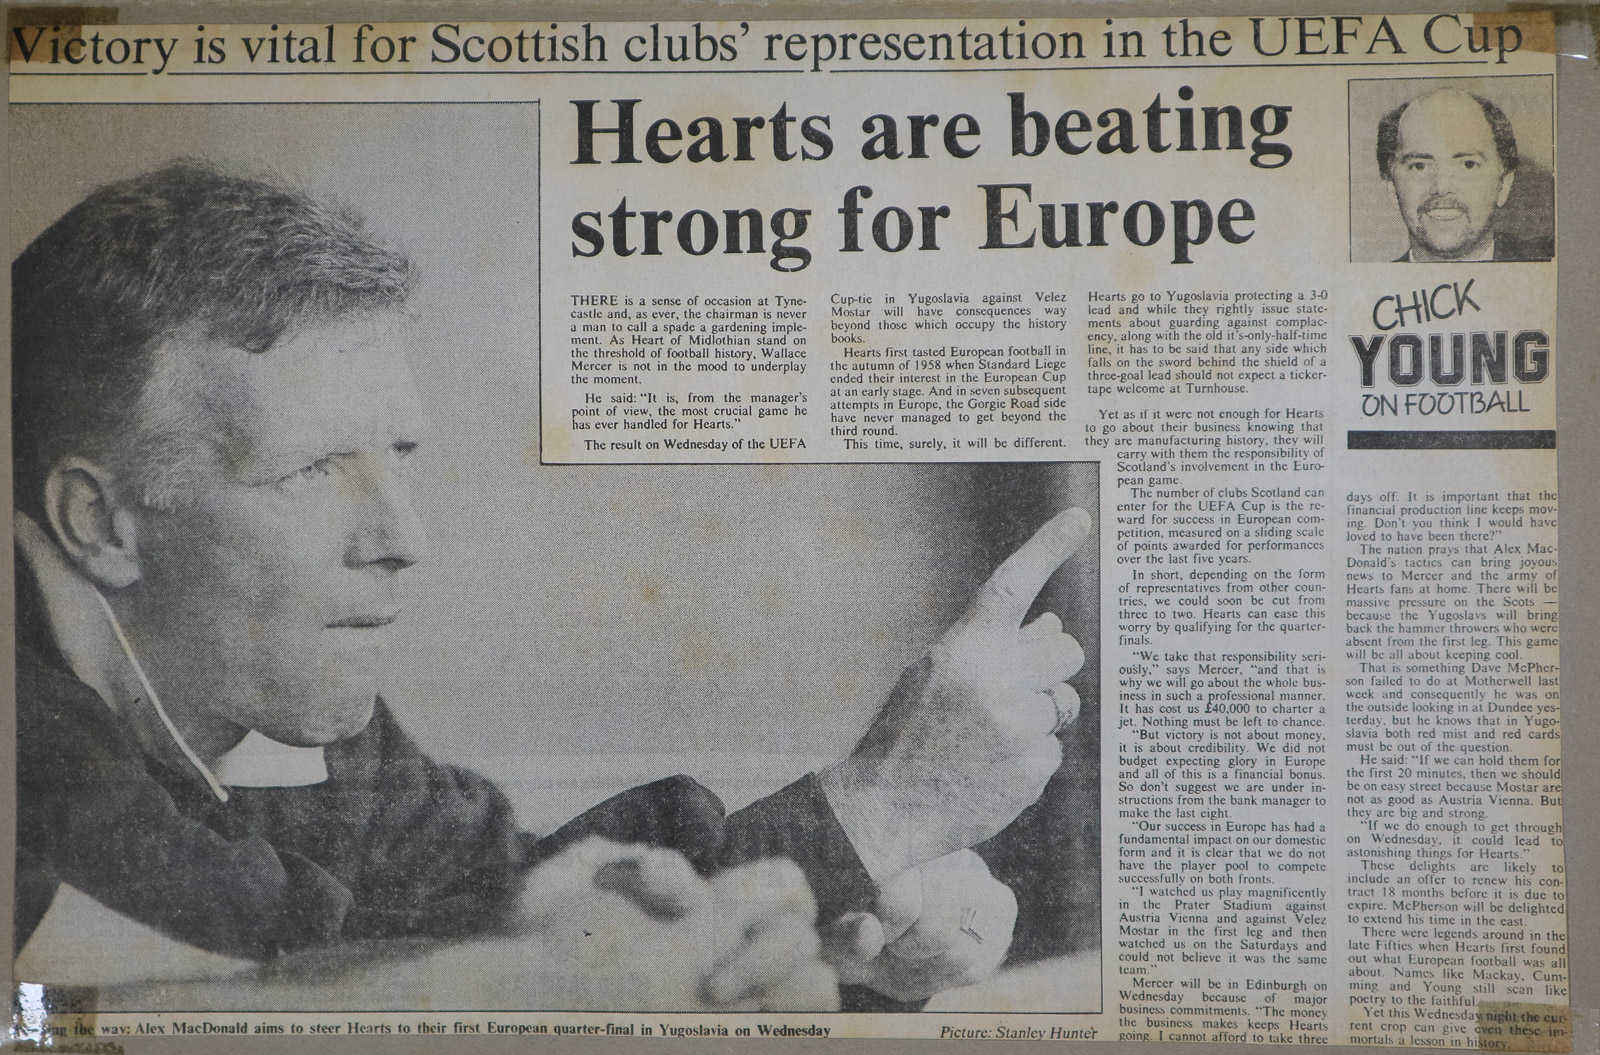 Victory is vital for Scottish clubs' representation in the UEFA Cup
Hearts are beating
strong for Europe
CHICK
YOUNG
ON FOOTBALL
THERE is a sense of occasion at Tyne-
castle and, as ever, the chairman is never
a man to call a spade a gardening imple-
ment. As Heart of Midlothian stand on
the threshold of football history, Wallace
Mercer is not in the mood to underplay
the moment.
He said: "It is, from the manager's
point of view, the most crucial game he
has ever handled for Hearts."
The result on Wednesday of the UEFA
Cup-tie in Yugoslavia against Velez
Mostar will have consequences way
beyond those which occupy the history
books.
Hearts first tasted European football in
the autumn of 1958 when Standard Liege
ended their interest in the European Cup
at an early stage. And in seven subsequent
attempts in Europe, the Gorgie Road side
have never managed to get beyond the
third round.
This time, surely, it will be different.
Hearts go to Yugoslavia protecting a 3-0
lead and while they rightly issue state-
ments about guarding against complac-
ency, along with the old it's-only-half-time
line, it has to be said that any side which
falls on the sword behind the shield of a
three-goal lead should not expect a ticker-
tape welcome at Turnhouse.
Yet as if it were not enough for Hearts
to go about their business knowing that
they are manufacturing history, they will
carry with them the responsibility of
Scotland's involvement in the Euro-
pean game.
The number of clubs Scotland can
enter for the UEFA Cup is the re-
ward for success in European com-
petition, measured on a sliding scale
of points awarded for performances
over the last five years.
In short, depending on the form
of representatives from other coun-
tries, we could soon be cut from
three to two. Hearts can ease this
worry by qualifying for the quarter-
finals.
"We take that responsibility seri-
ously," says Mercer, "and that is
why we will go about the whole bus-
iness in such a professional manner.
It has cost us £40,000 to charter a
jet. Nothing must be left to chance.
"But victory is not about money,
it is about credibility. We did not
budget expecting glory in Europe
and all of this is a financial bonus.
So don't suggest we are under in-
structions from the bank manager to
make the last eight.
"Our success in Europe has had a
fundamental impact on our domestic
form and it is clear that we do not
have the player pool to compete
successfully on both fronts.
"I watched us play magnificently
in the Prater Stadium against
Austria Vienna and against Velez
Mostar in the first leg and then
watched us on the Saturdays and
could not believe it was the same
team."
Mercer will be in Edinburgh on
Wednesday because of major
business commitments. "The money
the business makes keeps Hearts
going. I cannot afford to take three
days off. It is important that the
financial production line keeps mov-
ing. Don't you think I would have
loved to have been there?"
The nation prays that Alex Mac-
Donald's tactics can bring joyous
news to Mercer and the army of
Hearts fans at home. There will be
massive pressure on the Scots —
because the Yugoslavs will bring
back the hammer throwers who were
absent from the first leg. This game
will be all about keeping cool.
That is something Dave McPher-
son failed to do at Motherwell last
week and consequently he was on
the outside looking in at Dundee yes-
terday, but he knows that in Yugo-
slavia both red mist and red cards
must be out of the question.
He said: "If we can hold them for
the first 20 minutes, then we should
be on easy street because Mostar are
not as good as Austria Vienna. But
they are big and strong.
"If we do enough to get through
on Wednesday, it could lead to
astonishing things for Hearts."
These delights are likely to
include an offer to renew his con-
tract 18 months before it is due to
expire. McPherson will be delighted
to extend his time in the east.
There were legends around in the
late Fifties when Hearts first found
out what European football was all
about. Names like Mackay, Cum-
ming and Young still scan like
poetry to the faithful.
Yet this Wednesday night the cur-
rent crop can give even these im-
mortals a lesson in history.
the way: Alex MacDonald aims to steer Hearts to their first European quarter-final in Yugoslavia on Wednesday
Picture: Stanley Hunter